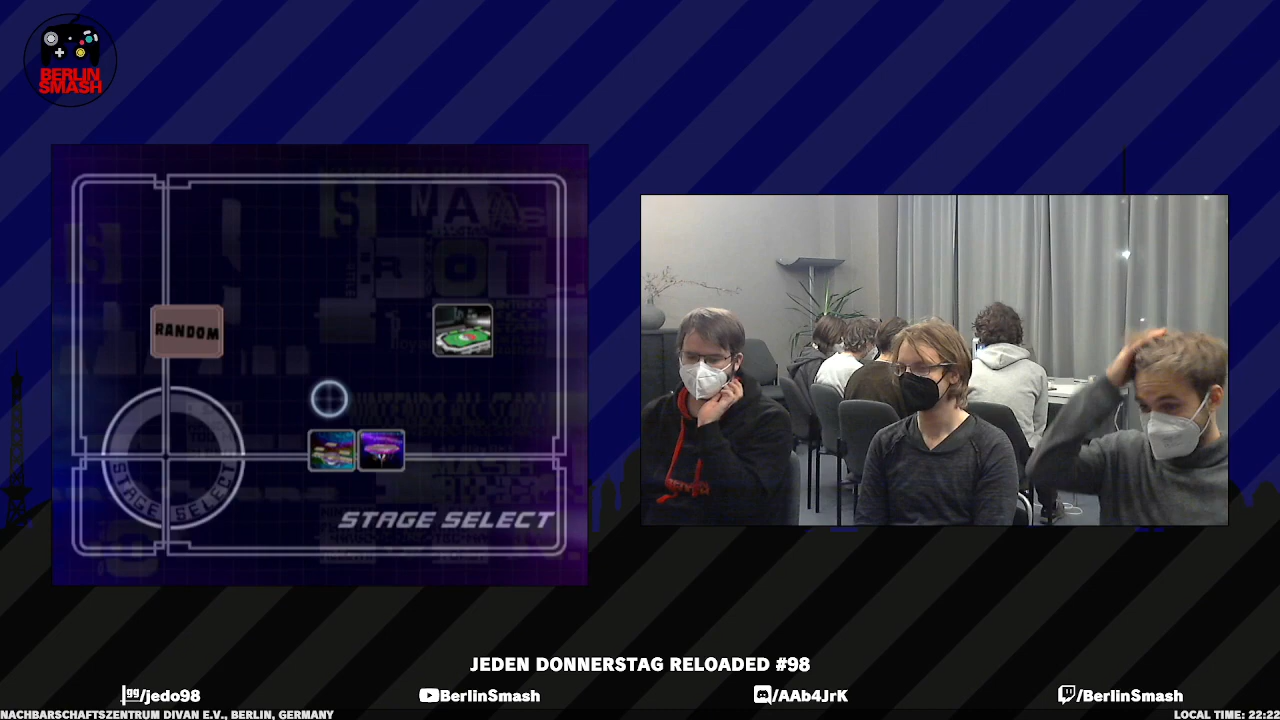 BERLIN
SMASH
RANDOM
STAGE SELECT
STAGE SELECT
JEDEN DONNERSTAG RELOADED #98
gg/jedo98
BerlinSmash
/AAb4JrK
/BerlinSmash
NACHBARSCHAFTSZENTRUM DIVAN E.V., BERLIN, GERMANY
LOCAL TIME: 22:22